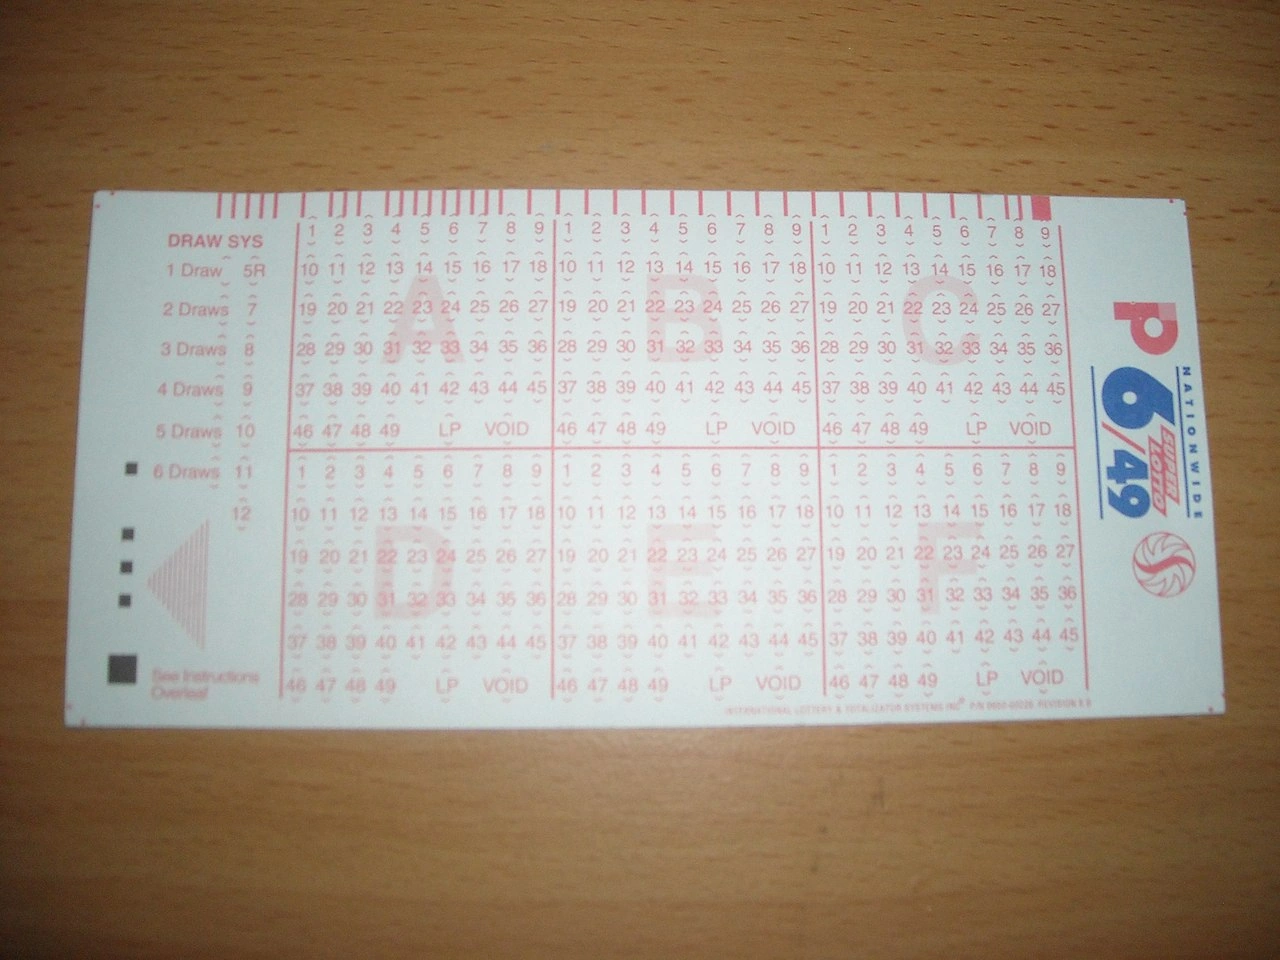 DRAW SYS
1 Draw 5R
2 Draws 7
3 Draws 8
4 Draws 9
5 Draws 10
6 Draws 11
12
See Instructions
Overleaf
A
1 2 3 4 5 6 7 8 9
10 11 12 13 14 15 16 17 18
19 20 21 22 23 24 25 26 27
28 29 30 31 32 33 34 35 36
37 38 39 40 41 42 43 44 45
46 47 48 49 LP VOID
B
1 2 3 4 5 6 7 8 9
10 11 12 13 14 15 16 17 18
19 20 21 22 23 24 25 26 27
28 29 30 31 32 33 34 35 36
37 38 39 40 41 42 43 44 45
46 47 48 49 LP VOID
C
1 2 3 4 5 6 7 8 9
10 11 12 13 14 15 16 17 18
19 20 21 22 23 24 25 26 27
28 29 30 31 32 33 34 35 36
37 38 39 40 41 42 43 44 45
46 47 48 49 LP VOID
D
1 2 3 4 5 6 7 8 9
10 11 12 13 14 15 16 17 18
19 20 21 22 23 24 25 26 27
28 29 30 31 32 33 34 35 36
37 38 39 40 41 42 43 44 45
46 47 48 49 LP VOID
E
1 2 3 4 5 6 7 8 9
10 11 12 13 14 15 16 17 18
19 20 21 22 23 24 25 26 27
28 29 30 31 32 33 34 35 36
37 38 39 40 41 42 43 44 45
46 47 48 49 LP VOID
F
1 2 3 4 5 6 7 8 9
10 11 12 13 14 15 16 17 18
19 20 21 22 23 24 25 26 27
28 29 30 31 32 33 34 35 36
37 38 39 40 41 42 43 44 45
46 47 48 49 LP VOID
INTERNATIONAL LOTTERY & TOTALIZATOR SYSTEMS INC P/N REVISION
p
NATIONWIDE
6/49
SUPER
LOTTO